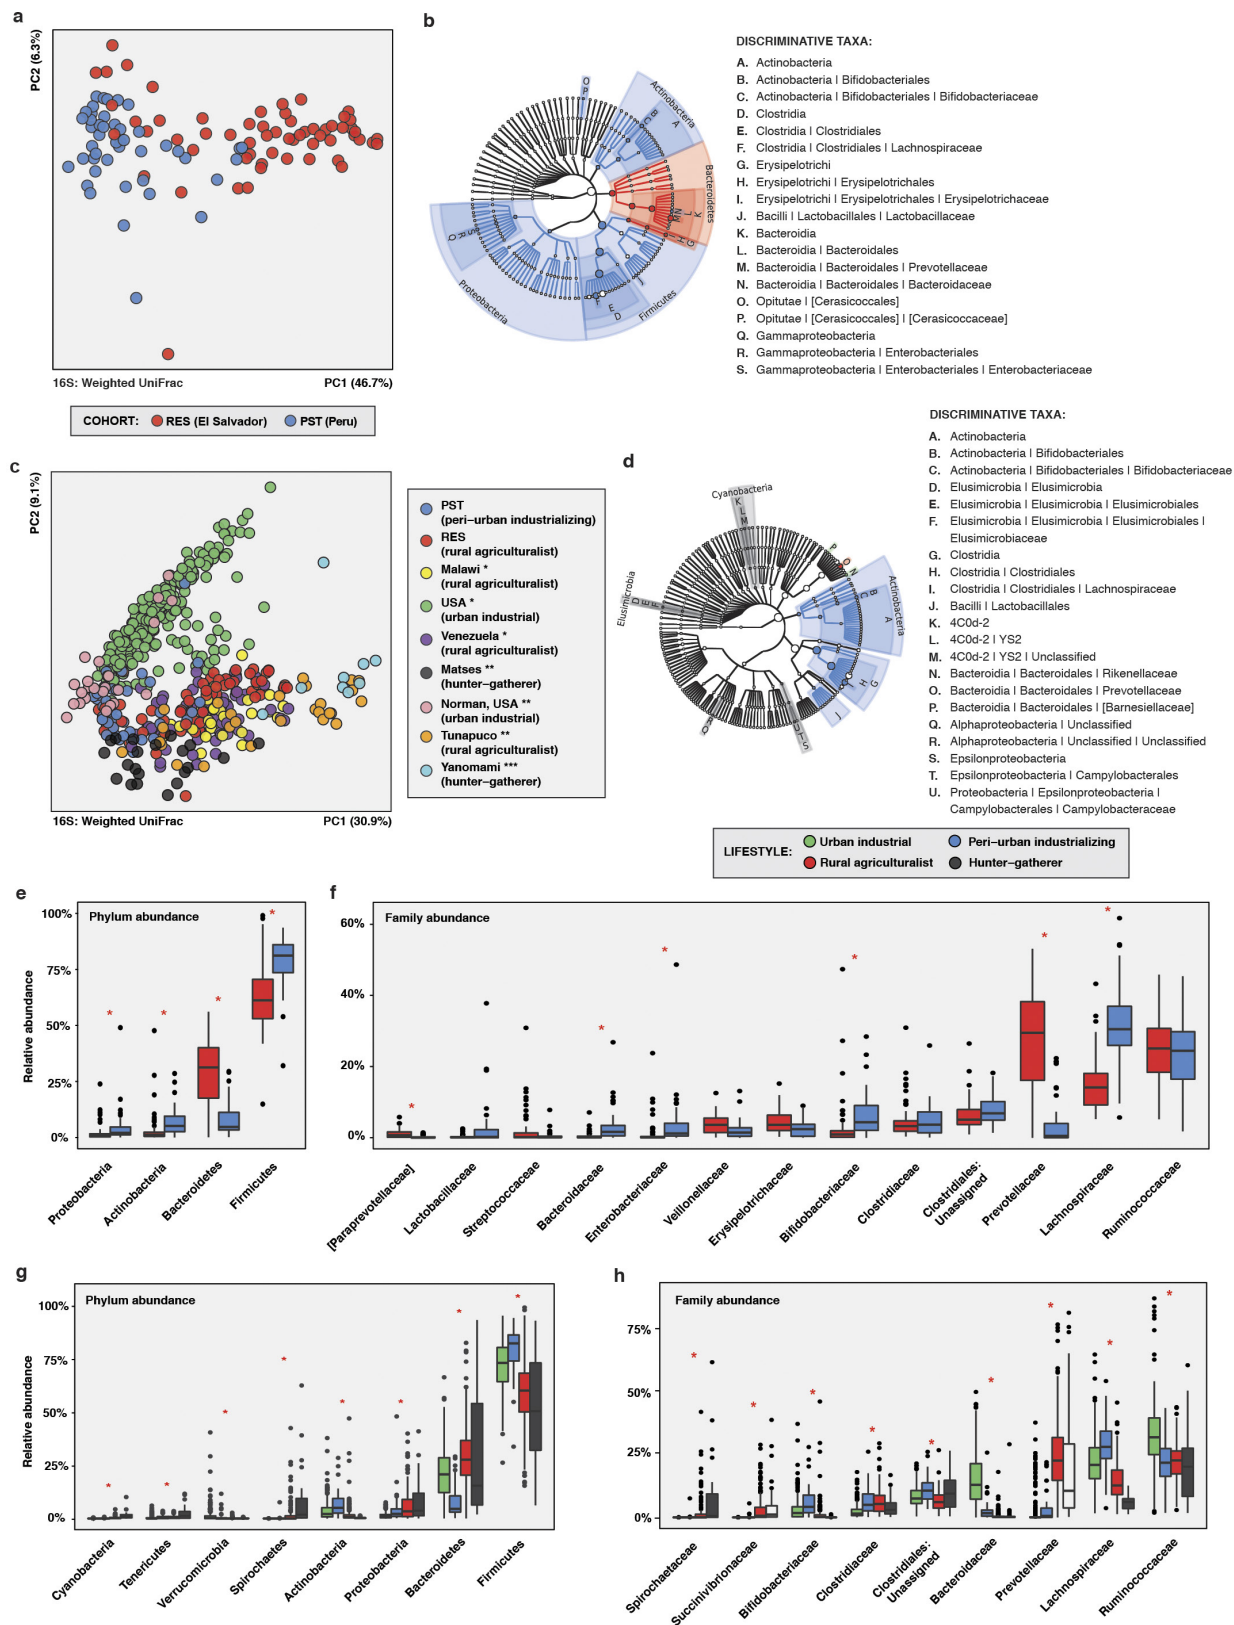 a
PC2 (6.3%)
16S: Weighted UniFrac
PC1 (46.7%)
COHORT:
RES (El Salvador)
PST (Peru)
b
O
P
Actinobacteria
B
C
A
Bacteroidetes
M
N
L
K
I
H
G
J
Firmicutes
F
E
D
Proteobacteria
S
R
Q
DISCRIMINATIVE TAXA:
A. Actinobacteria
B. Actinobacteria | Bifidobacteriales
C. Actinobacteria | Bifidobacteriales | Bifidobacteriaceae
D. Clostridia
E. Clostridia | Clostridiales
F. Clostridia | Clostridiales | Lachnospiraceae
G. Erysipelotrichi
H. Erysipelotrichi | Erysipelotrichales
I. Erysipelotrichi | Erysipelotrichales | Erysipelotrichaceae
J. Bacilli | Lactobacillales | Lactobacillaceae
K. Bacteroidia
L. Bacteroidia | Bacteroidales
M. Bacteroidia | Bacteroidales | Prevotellaceae
N. Bacteroidia | Bacteroidales | Bacteroidaceae
O. Opitutae | [Cerasicoccales]
P. Opitutae | [Cerasicoccales] | [Cerasicoccaceae]
Q. Gammaproteobacteria
R. Gammaproteobacteria | Enterobacteriales
S. Gammaproteobacteria | Enterobacteriales | Enterobacteriaceae
c
PC2 (9.1%)
16S: Weighted UniFrac
PC1 (30.9%)
PST
(peri-urban industrializing)
RES
(rural agriculturalist)
Malawi *
(rural agriculturalist)
USA *
(urban industrial)
Venezuela *
(rural agriculturalist)
Matses **
(hunter-gatherer)
Norman, USA **
(urban industrial)
Tunapuco **
(rural agriculturalist)
Yanomami ***
(hunter-gatherer)
d
Cyanobacteria
K
L
M
P
O
N
Actinobacteria
B
C
A
Elusimicrobia
D
E
F
I
H
G
J
R
Q
U
T
S
DISCRIMINATIVE TAXA:
A. Actinobacteria
B. Actinobacteria | Bifidobacteriales
C. Actinobacteria | Bifidobacteriales | Bifidobacteriaceae
D. Elusimicrobia | Elusimicrobia
E. Elusimicrobia | Elusimicrobia | Elusimicrobiales
F. Elusimicrobia | Elusimicrobia | Elusimicrobiales |
Elusimicrobiaceae
G. Clostridia
H. Clostridia | Clostridiales
I. Clostridia | Clostridiales | Lachnospiraceae
J. Bacilli | Lactobacillales
K. 4C0d-2
L. 4C0d-2 | YS2
M. 4C0d-2 | YS2 | Unclassified
N. Bacteroidia | Bacteroidales | Rikenellaceae
O. Bacteroidia | Bacteroidales | Prevotellaceae
P. Bacteroidia | Bacteroidales | [Barnesiellaceae]
Q. Alphaproteobacteria | Unclassified
R. Alphaproteobacteria | Unclassified | Unclassified
S. Epsilonproteobacteria
T. Epsilonproteobacteria | Campylobacterales
U. Proteobacteria | Epsilonproteobacteria |
Campylobacterales | Campylobacteraceae
LIFESTYLE:
Urban industrial
Peri-urban industrializing
Rural agriculturalist
Hunter-gatherer
e
Phylum abundance
Relative abundance
100%
75%
50%
25%
0%
* * * *
Proteobacteria
Actinobacteria
Bacteroidetes
Firmicutes
f
Family abundance
60%
40%
20%
0%
* * * * * *
[Paraprevotellaceae]
Lactobacillaceae
Streptococcaceae
Bacteroidaceae
Enterobacteriaceae
Veillonellaceae
Erysipelotrichaceae
Bifidobacteriaceae
Clostridiaceae
Clostridiales:
Unassigned
Prevotellaceae
Lachnospiraceae
Ruminococcaceae
g
Phylum abundance
Relative abundance
100%
75%
50%
25%
0%
* * * * * * * *
Cyanobacteria
Tenericutes
Verrucomicrobia
Spirochaetes
Actinobacteria
Proteobacteria
Bacteroidetes
Firmicutes
h
Family abundance
75%
50%
25%
0%
* * * * * * * * *
Spirochaetaceae
Succinivibrionaceae
Bifidobacteriaceae
Clostridiaceae
Clostridiales:
Unassigned
Bacteroidaceae
Prevotellaceae
Lachnospiraceae
Ruminococcaceae